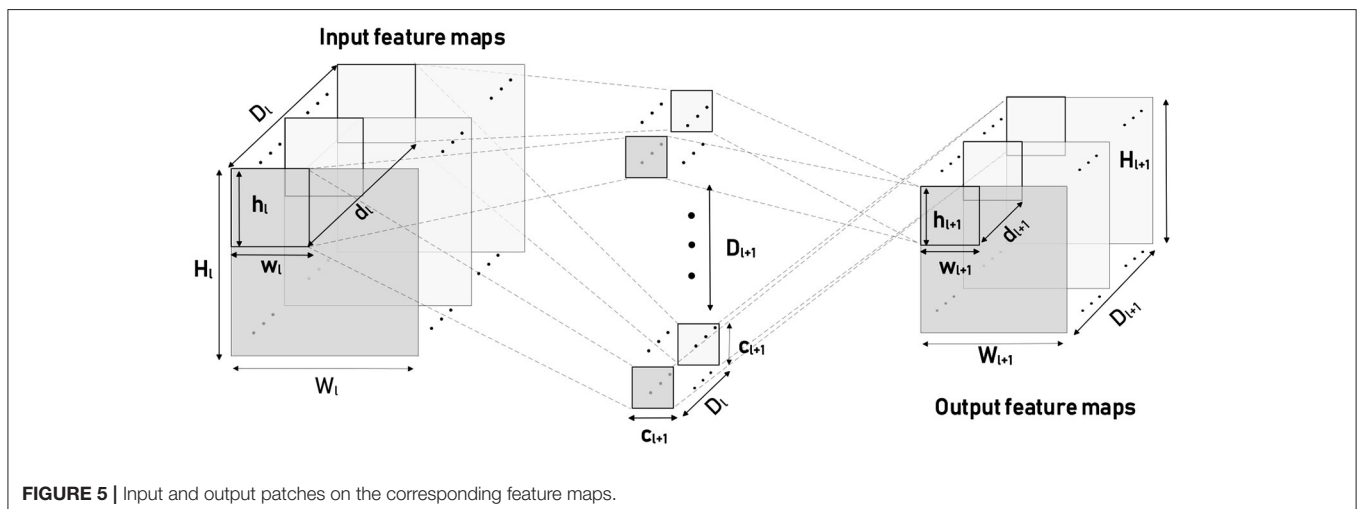 Input feature maps
Dₗ
hₗ
dₗ
wₗ
Hₗ
Wₗ
Dₗ₊₁
cₗ₊₁
Dₗ
cₗ₊₁
Hₗ₊₁
hₗ₊₁
dₗ₊₁
wₗ₊₁
Dₗ₊₁
Wₗ₊₁
Output feature maps
FIGURE 5 | Input and output patches on the corresponding feature maps.